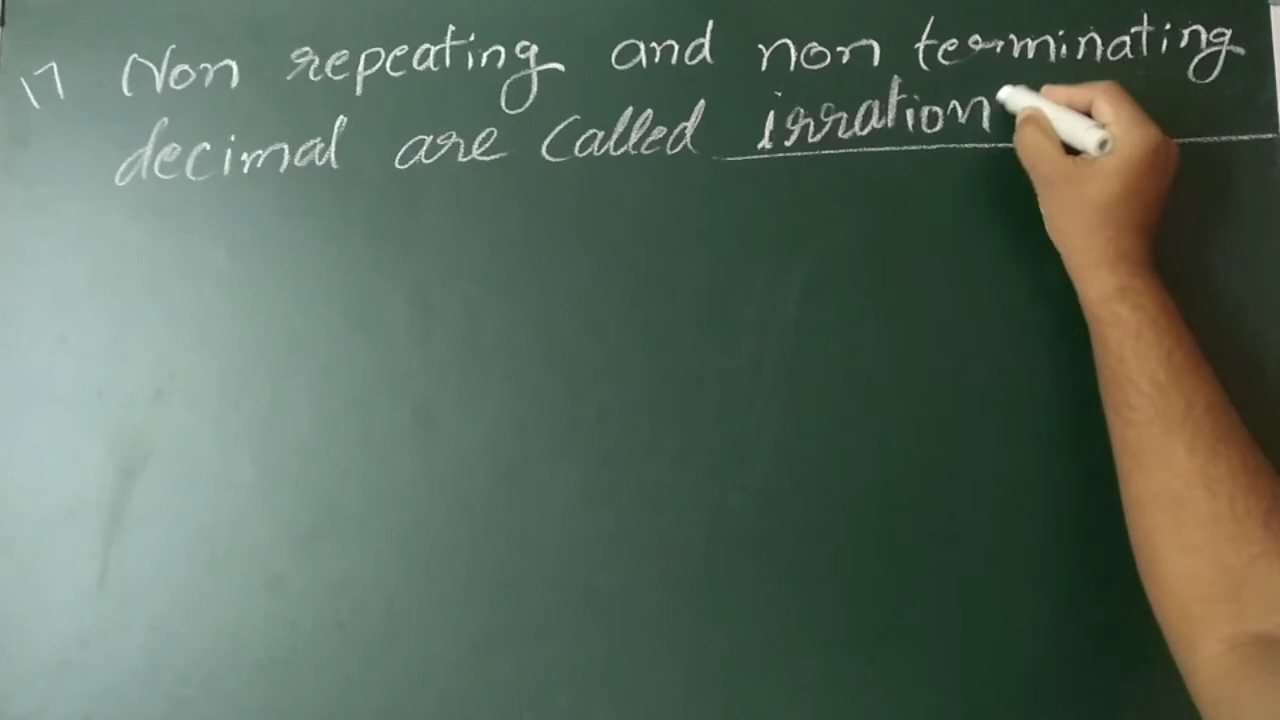 17 Non repeating and non terminating
decimal are called irration